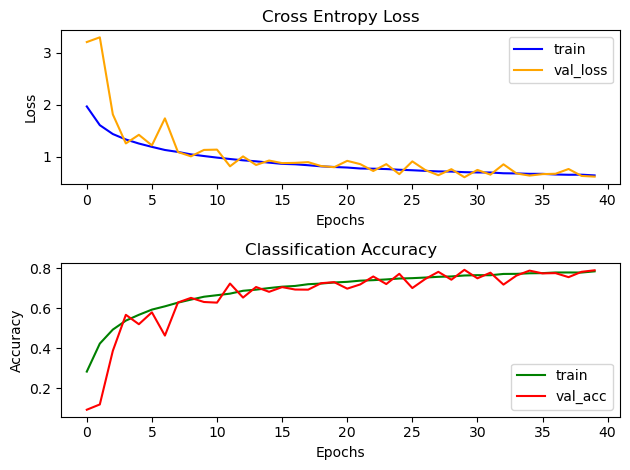 Cross Entropy Loss
Loss
3
2
1
train
val_loss
0 5 10 15 20 25 30 35 40
Epochs
Classification Accuracy
Accuracy
0.8
0.6
0.4
0.2
train
val_acc
0 5 10 15 20 25 30 35 40
Epochs